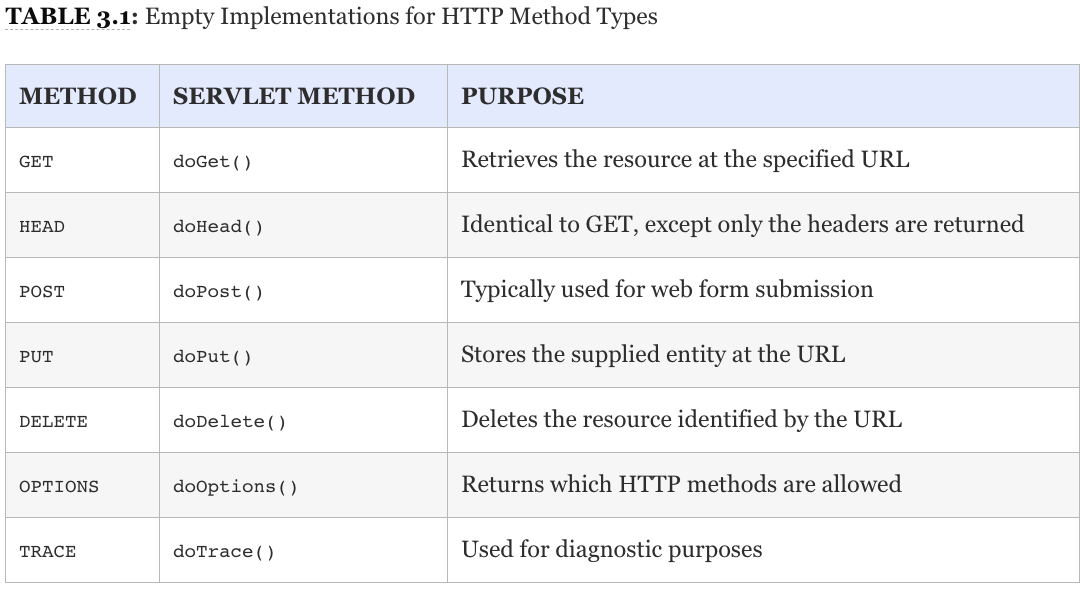 TABLE 3.1: Empty Implementations for HTTP Method Types
METHOD SERVLET METHOD PURPOSE
GET doGet() Retrieves the resource at the specified URL
HEAD doHead() Identical to GET, except only the headers are returned
POST doPost() Typically used for web form submission
PUT doPut() Stores the supplied entity at the URL
DELETE doDelete() Deletes the resource identified by the URL
OPTIONS doOptions() Returns which HTTP methods are allowed
TRACE doTrace() Used for diagnostic purposes